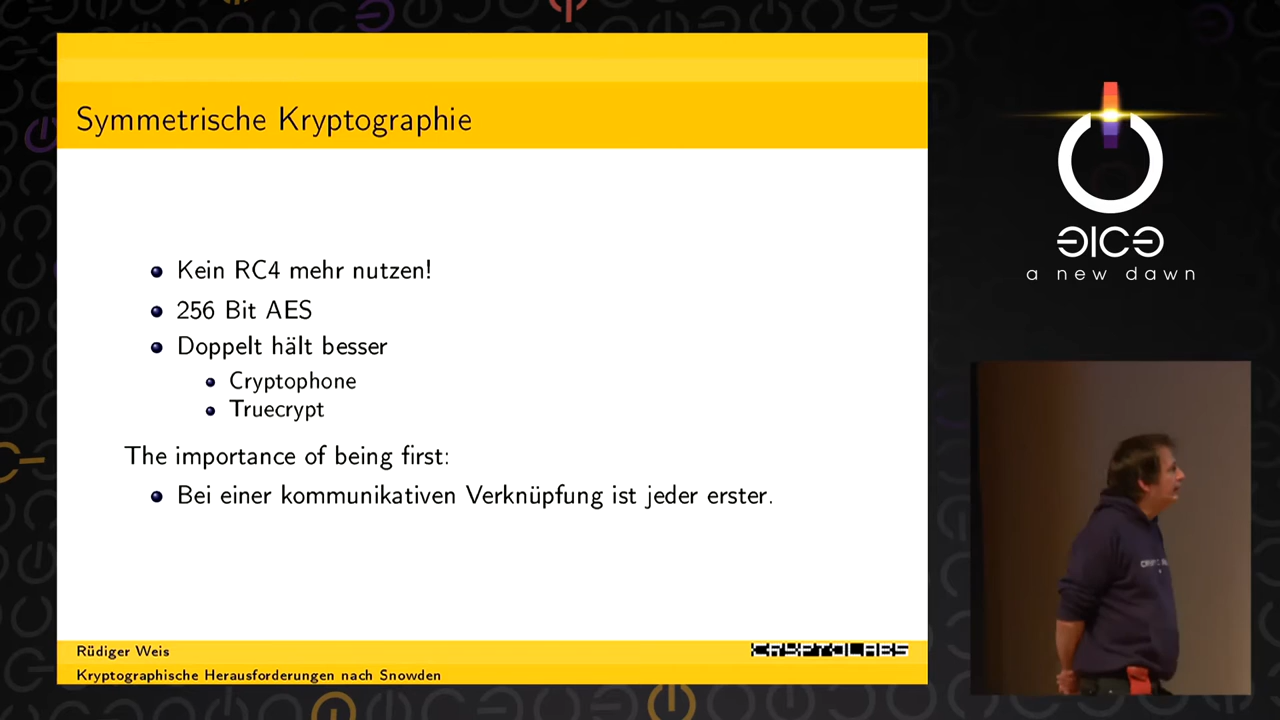 Symmetrische Kryptographie
Kein RC4 mehr nutzen!
256 Bit AES
Doppelt hält besser
Cryptophone
Truecrypt
The importance of being first:
Bei einer kommunikativen Verknüpfung ist jeder erster.
Rüdiger Weis
CRYPTOLABS
Kryptographische Herausforderungen nach Snowden
a new dawn